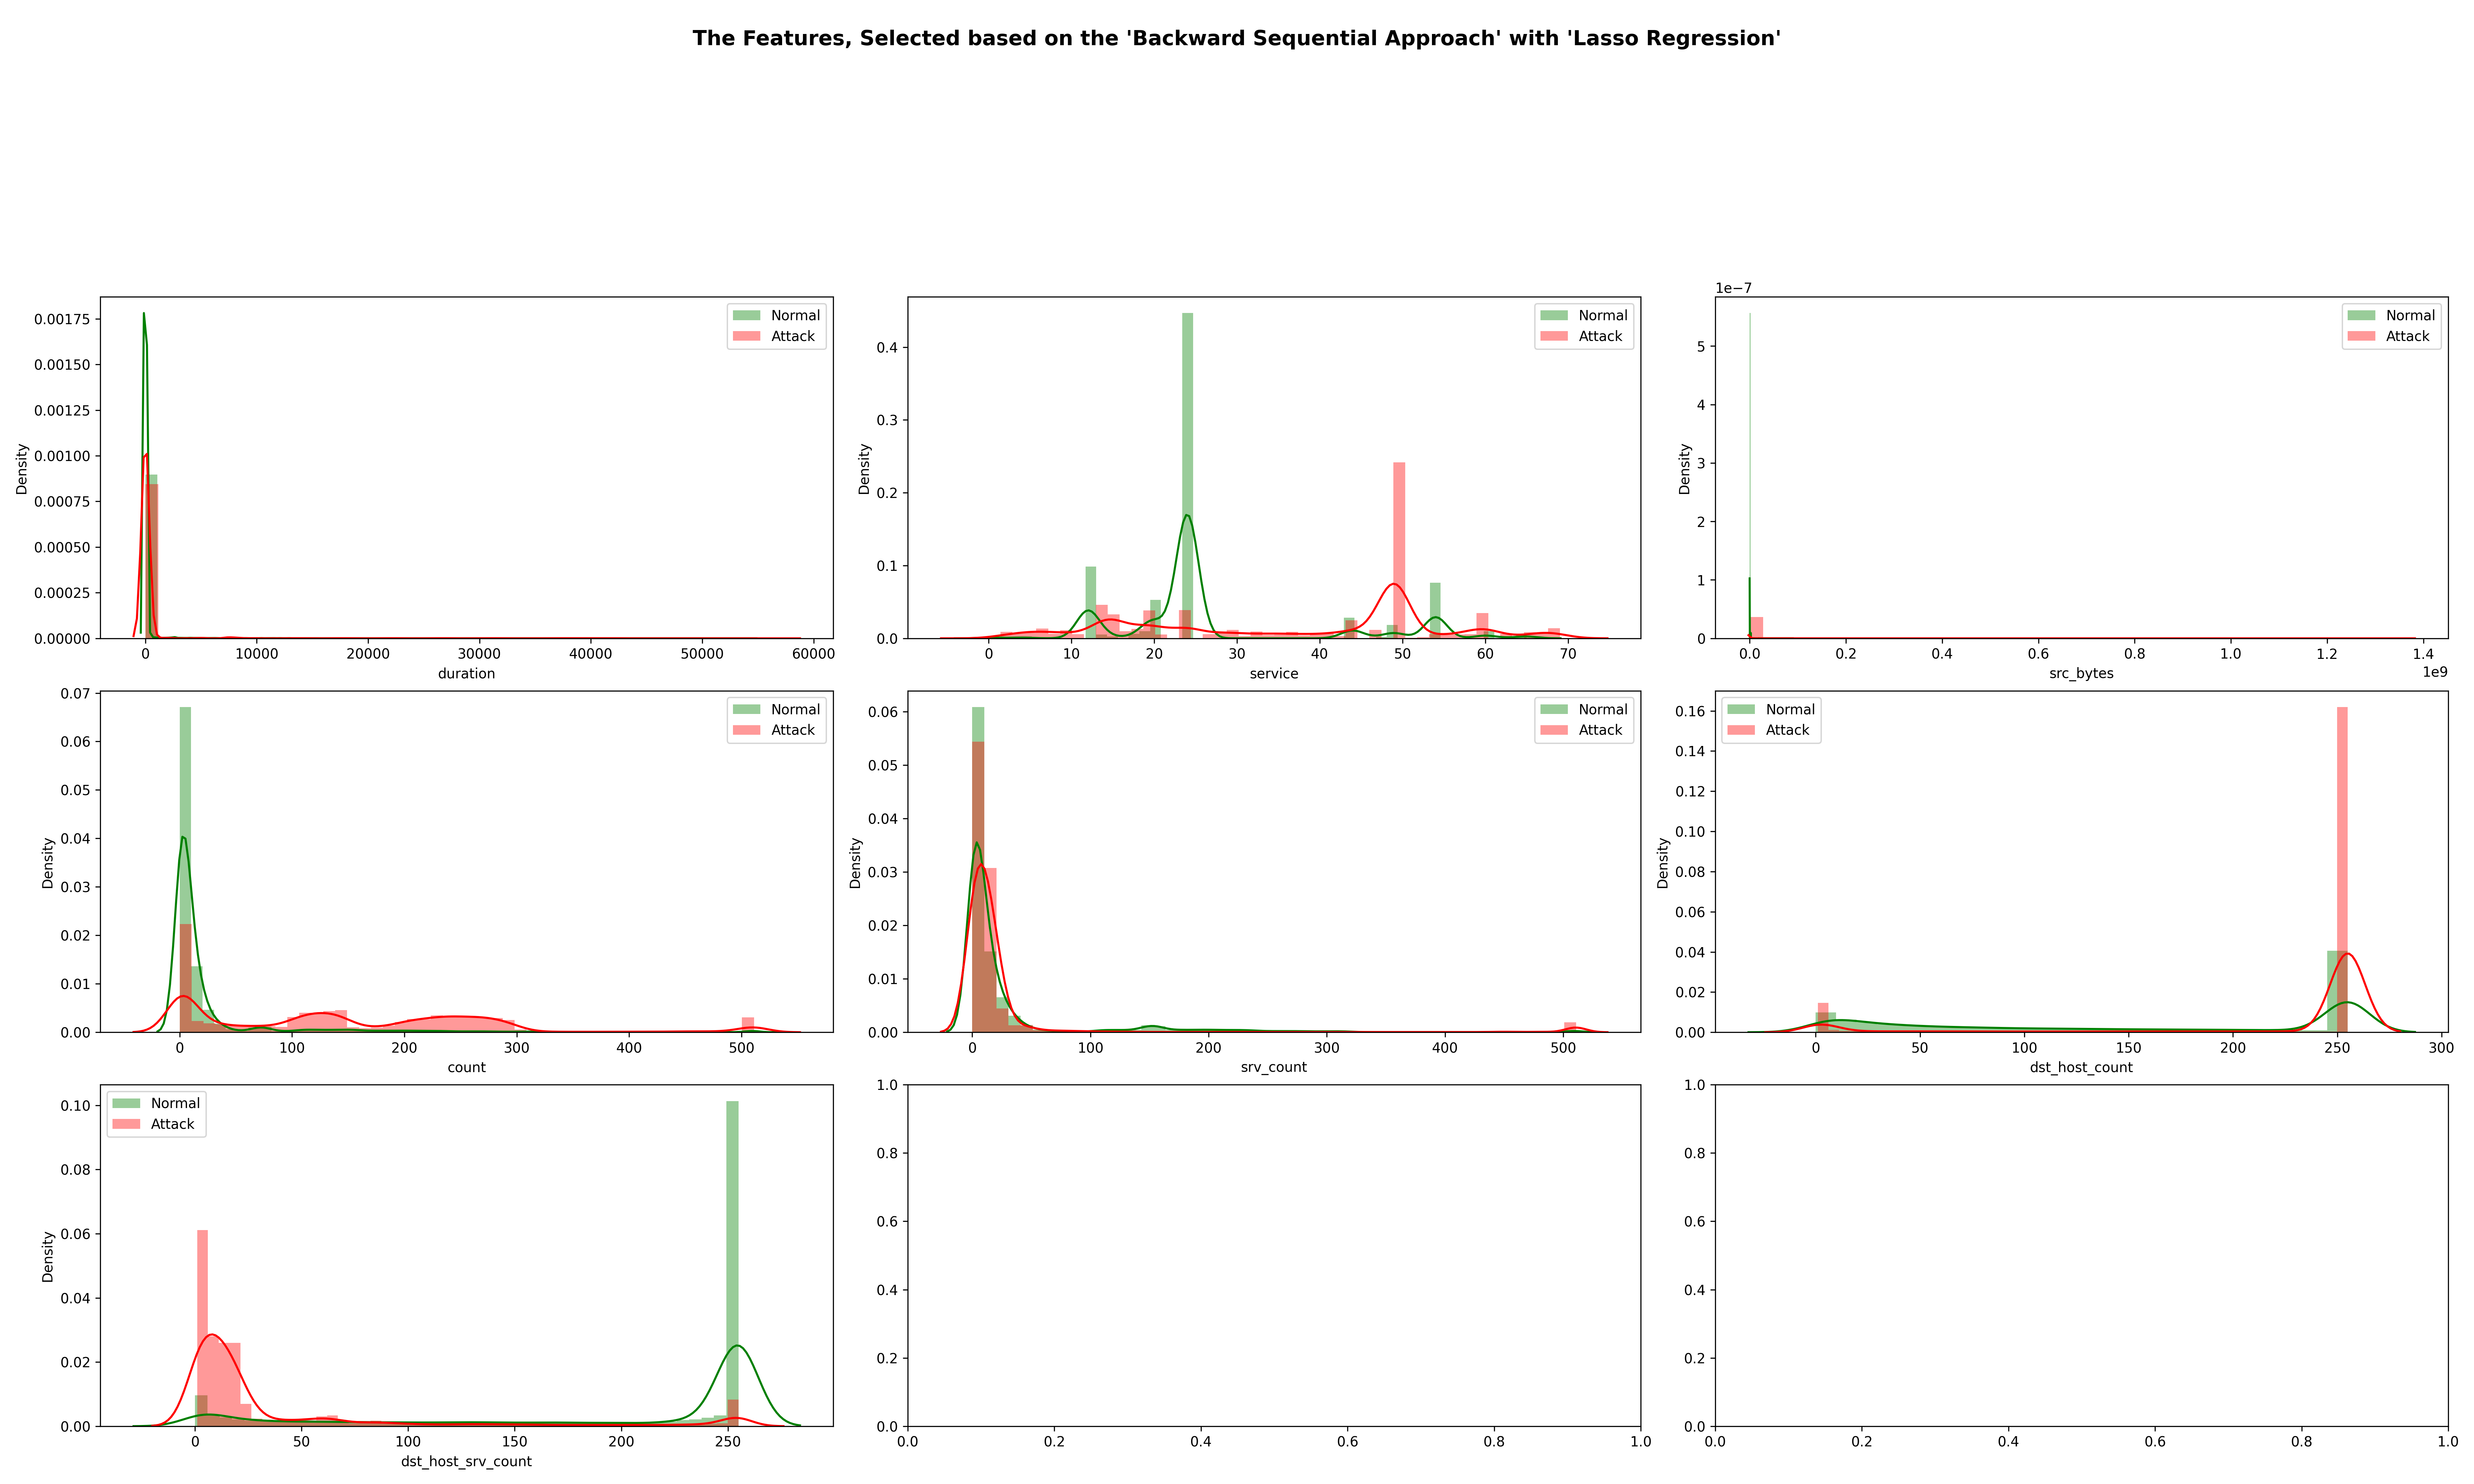 The Features, Selected based on the 'Backward Sequential Approach' with 'Lasso Regression'
Density
0.00175
0.00150
0.00125
0.00100
0.00075
0.00050
0.00025
0.00000
0 10000 20000 30000 40000 50000 60000
duration
Normal
Attack
Density
0.4
0.3
0.2
0.1
0.0
0 10 20 30 40 50 60 70
service
Normal
Attack
1e−7
Density
5
4
3
2
1
0
0.0 0.2 0.4 0.6 0.8 1.0 1.2 1.4
1e9
src_bytes
Normal
Attack
Density
0.07
0.06
0.05
0.04
0.03
0.02
0.01
0.00
0 100 200 300 400 500
count
Normal
Attack
Density
0.06
0.05
0.04
0.03
0.02
0.01
0.00
0 100 200 300 400 500
srv_count
Normal
Attack
Density
0.16
0.14
0.12
0.10
0.08
0.06
0.04
0.02
0.00
0 50 100 150 200 250 300
dst_host_count
Normal
Attack
Density
0.10
0.08
0.06
0.04
0.02
0.00
0 50 100 150 200 250
dst_host_srv_count
Normal
Attack
1.0
0.8
0.6
0.4
0.2
0.0
0.0 0.2 0.4 0.6 0.8 1.0
1.0
0.8
0.6
0.4
0.2
0.0
0.0 0.2 0.4 0.6 0.8 1.0